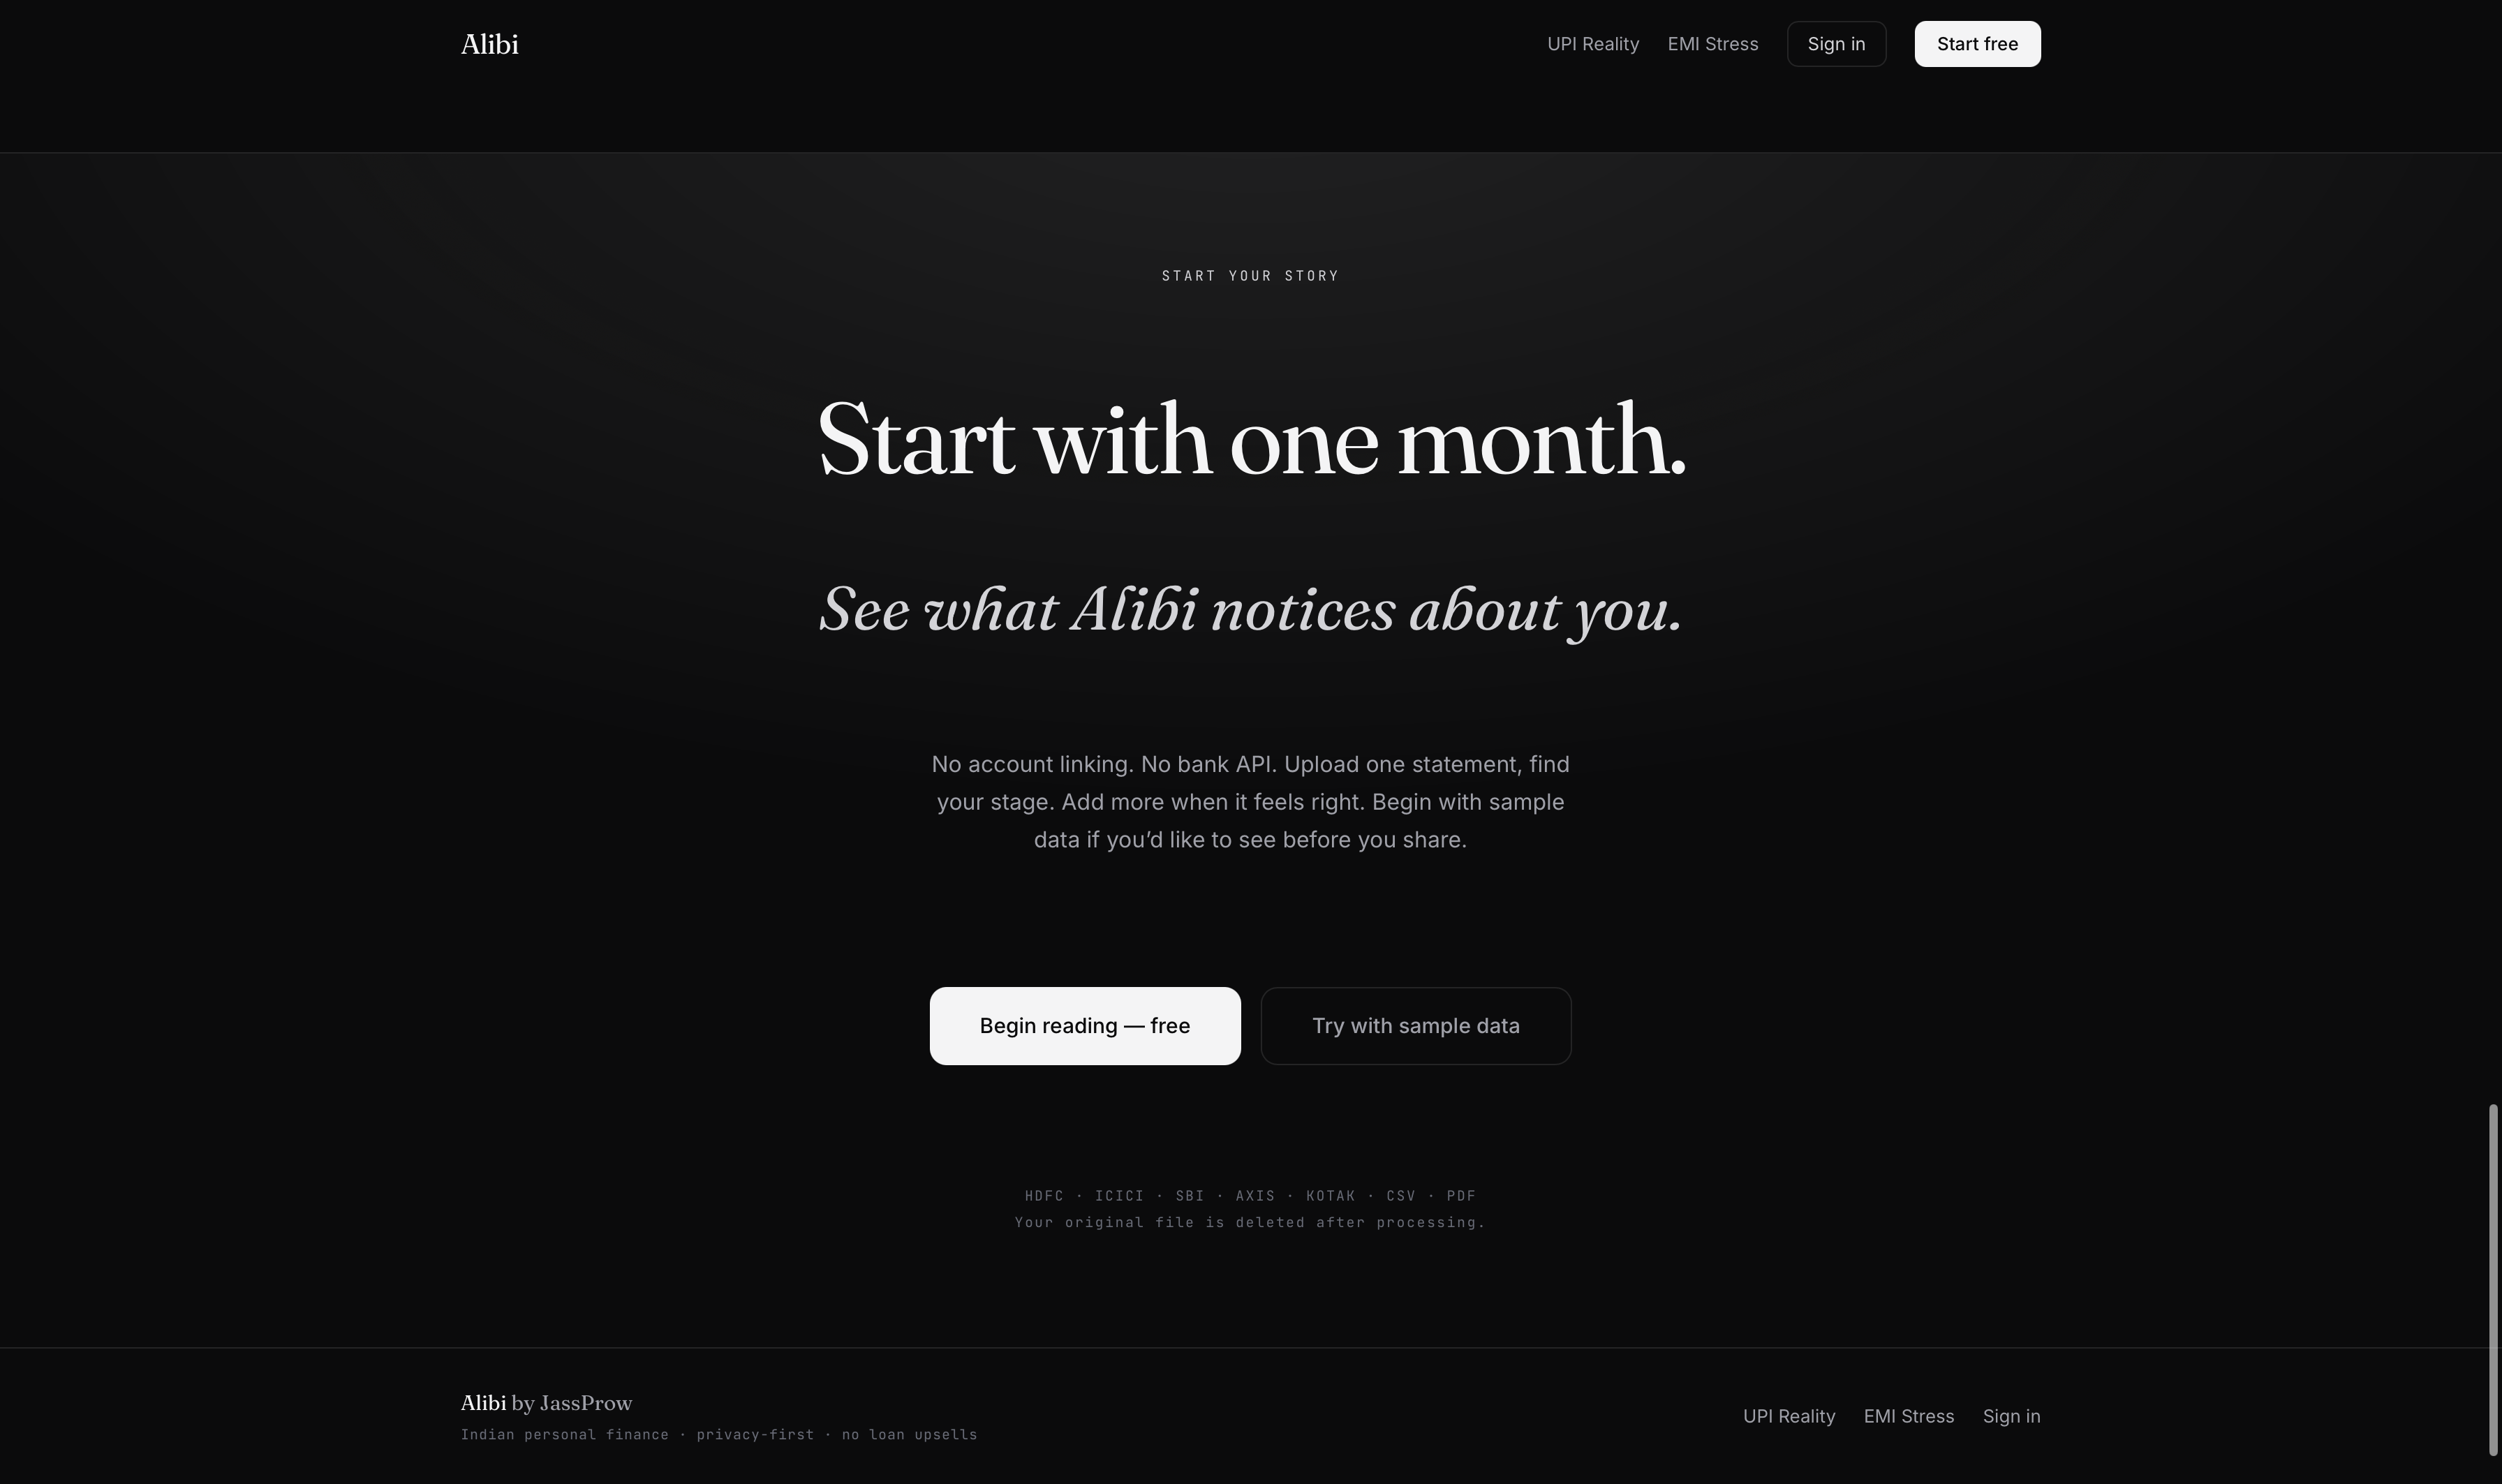 Alibi
UPI Reality
EMI Stress
Sign in
Start free
START YOUR STORY
Start with one month.
See what Alibi notices about you.
No account linking. No bank API. Upload one statement, find
your stage. Add more when it feels right. Begin with sample
data if you’d like to see before you share.
Begin reading — free
Try with sample data
HDFC · ICICI · SBI · AXIS · KOTAK · CSV · PDF
Your original file is deleted after processing.
Alibi by JassProw
Indian personal finance · privacy-first · no loan upsells
UPI Reality
EMI Stress
Sign in